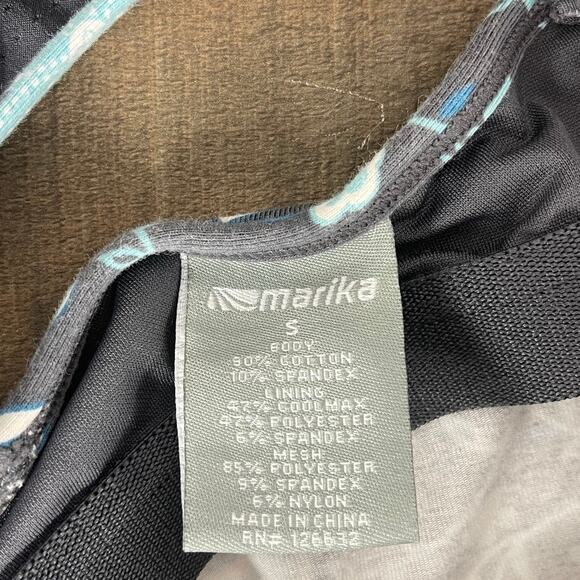 marika
S
BODY
90% COTTON
10% SPANDEX
LINING
47% COOLMAX
47% POLYESTER
6% SPANDEX
MESH:
85% POLYESTER
9% SPANDEX
6% NYLON
MADE IN CHINA
RN# 126632